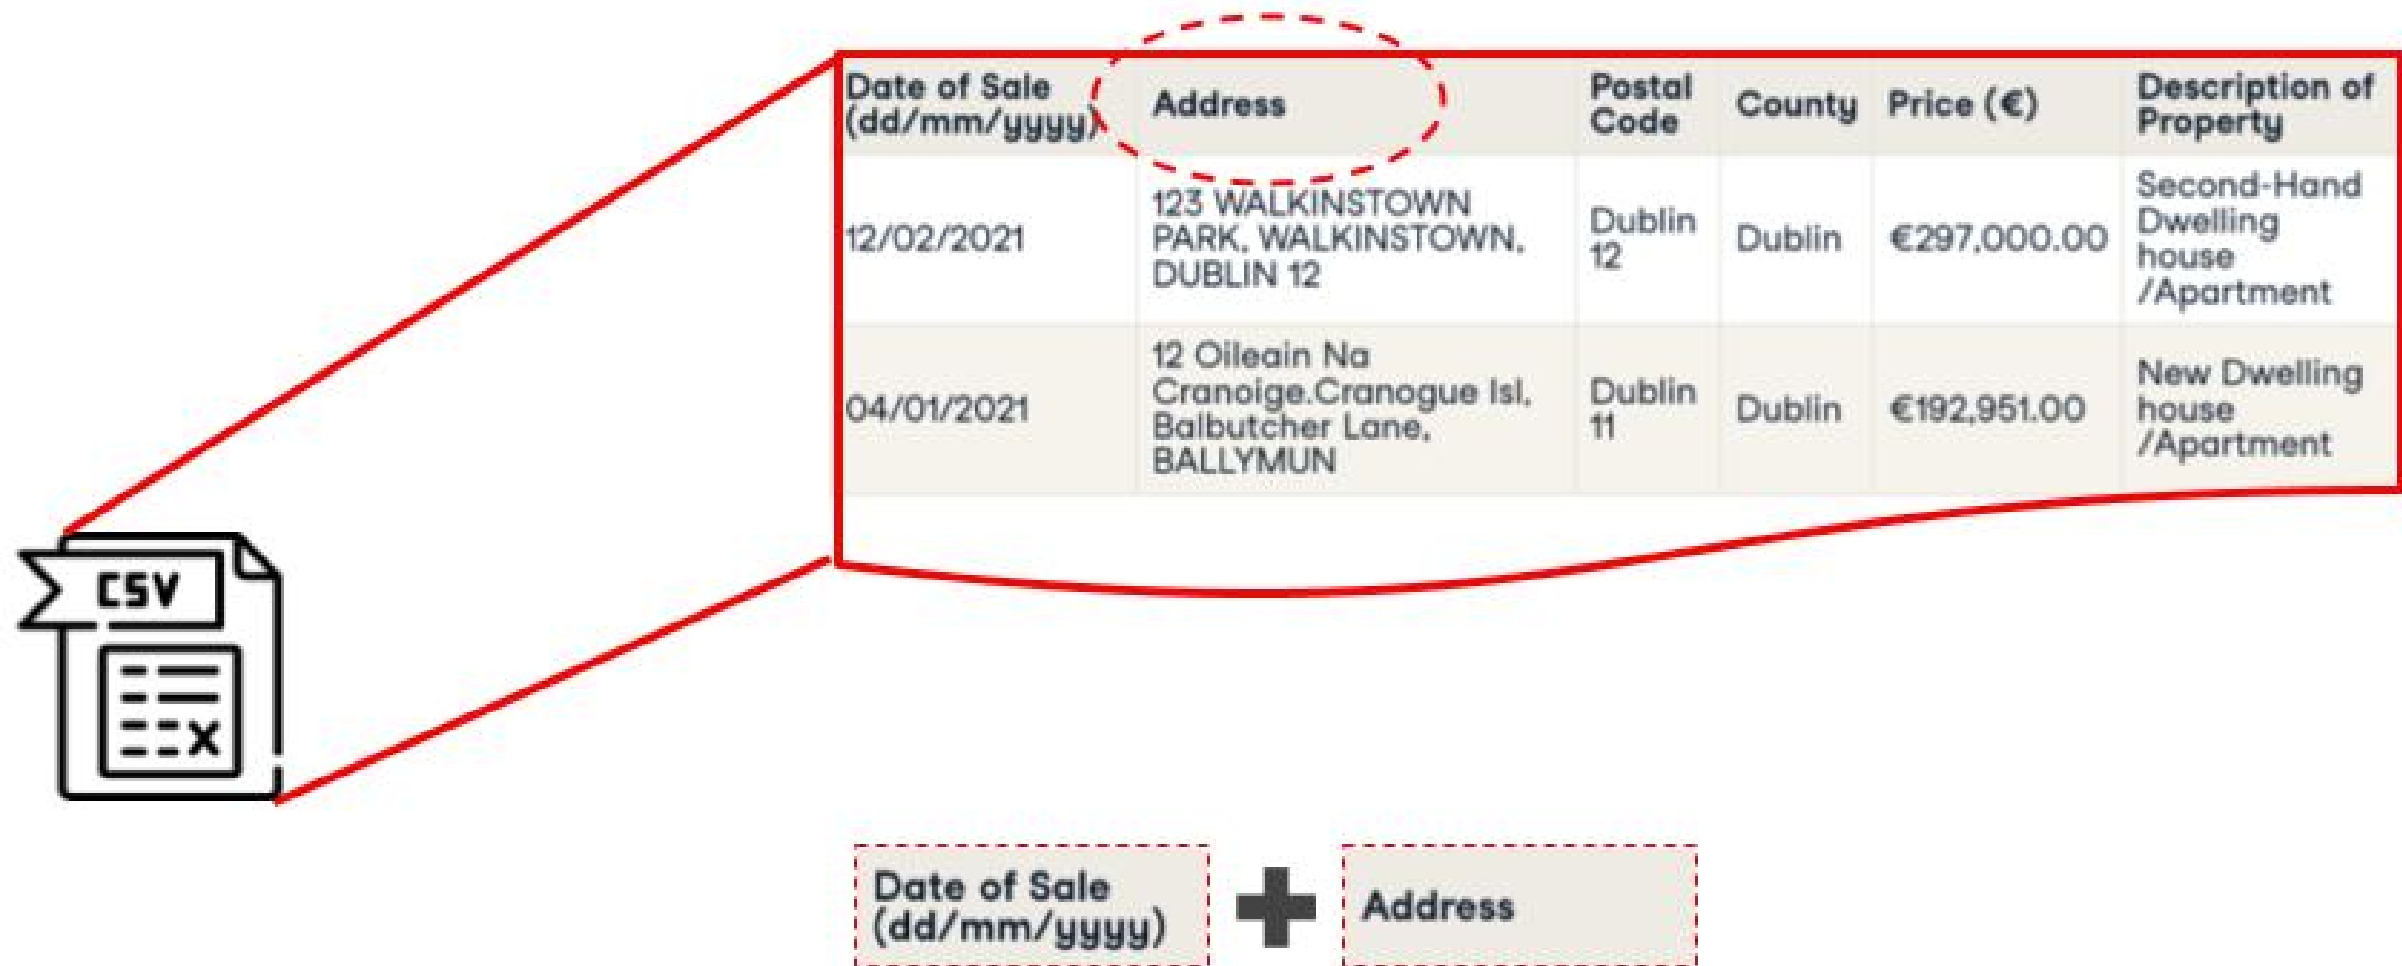 Date of Sale
(dd/mm/yyyy)
Address
Postal
Code
County
Price (€)
Description of
Property
12/02/2021
123 WALKINSTOWN
PARK, WALKINSTOWN,
DUBLIN 12
Dublin
12
Dublin
€297,000.00
Second-Hand
Dwelling
house
/Apartment
04/01/2021
12 Oileain Na
Cranoige.Cranogue Isl,
Balbutcher Lane,
BALLYMUN
Dublin
11
Dublin
€192,951.00
New Dwelling
house
/Apartment
CSV
X
Date of Sale
(dd/mm/yyyy)
Address